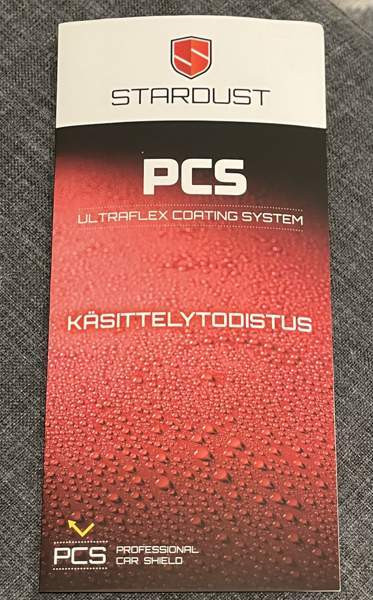 STARDUST
PCS
ULTRAFLEX COATING SYSTEM
KÄSITTELYTODISTUS
PCS PROFESSIONAL
CAR SHIELD